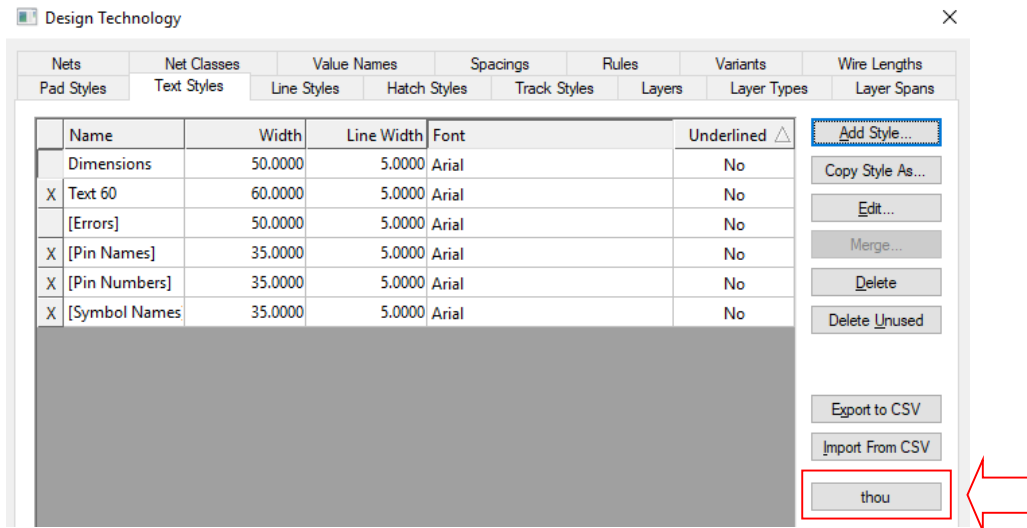 Design Technology
Nets Net Classes Value Names Spacings Rules Variants Wire Lengths
Pad Styles Text Styles Line Styles Hatch Styles Track Styles Layers Layer Types Layer Spans
Name Width Line Width Font Underlined
Dimensions 50.0000 5.0000 Arial No
X Text 60 60.0000 5.0000 Arial No
[Errors] 50.0000 5.0000 Arial No
X [Pin Names] 35.0000 5.0000 Arial No
X [Pin Numbers] 35.0000 5.0000 Arial No
X [Symbol Names 35.0000 5.0000 Arial No
Add Style...
Copy Style As...
Edit...
Merge...
Delete
Delete Unused
Export to CSV
Import From CSV
thou